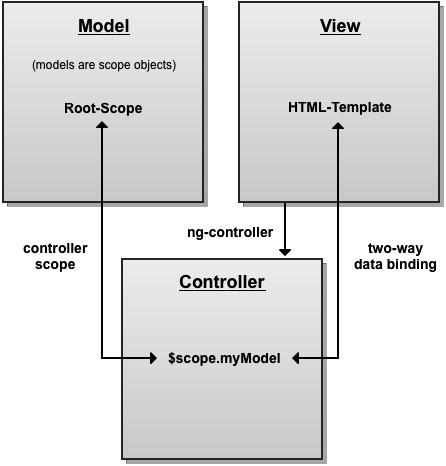 Model
(models are scope objects)
Root-Scope
View
HTML-Template
controller
scope
ng-controller
two-way
data binding
Controller
$scope.myModel